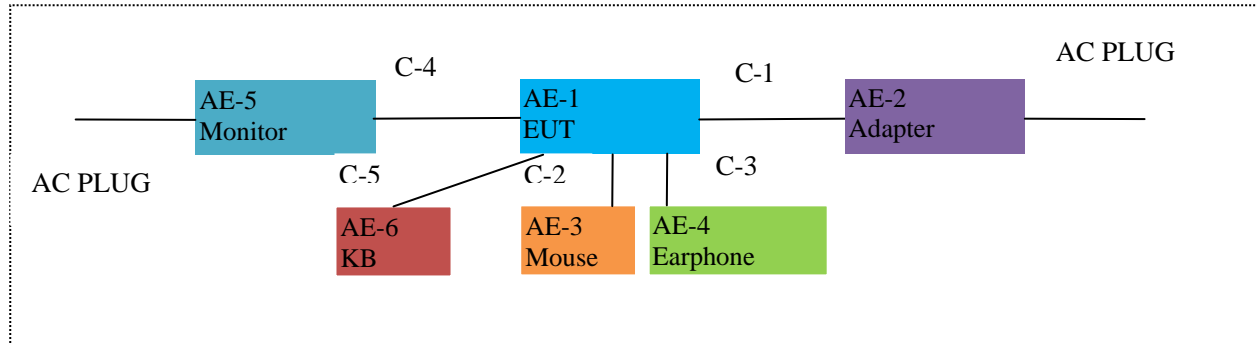 AC PLUG
C-4
C-1
AE-5
Monitor
AE-1
EUT
AE-2
Adapter
AC PLUG
C-5
C-2
C-3
AE-6
KB
AE-3
Mouse
AE-4
Earphone